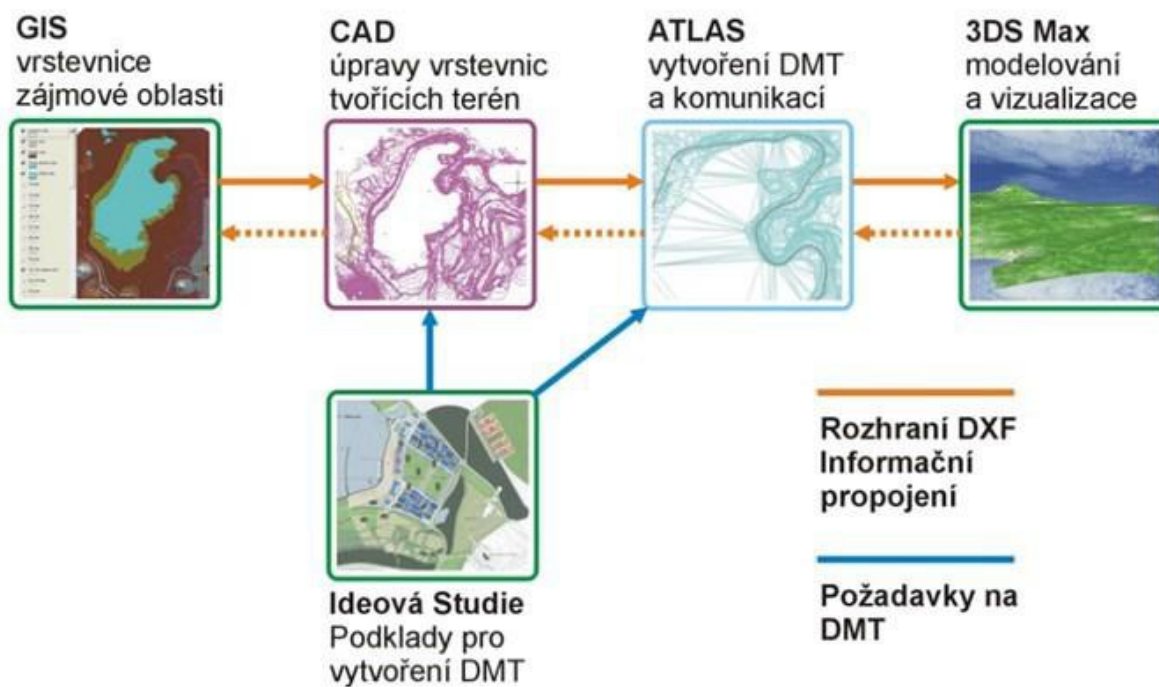 GIS
vrstevnice
zájmové oblasti
CAD
úpravy vrstevnic
tvořících terén
ATLAS
vytvoření DMT
a komunikací
3DS Max
modelování
a vizualizace
Ideová Studie
Podklady pro
vytvoření DMT
Rozhraní DXF
Informační
propojení
Požadavky na
DMT